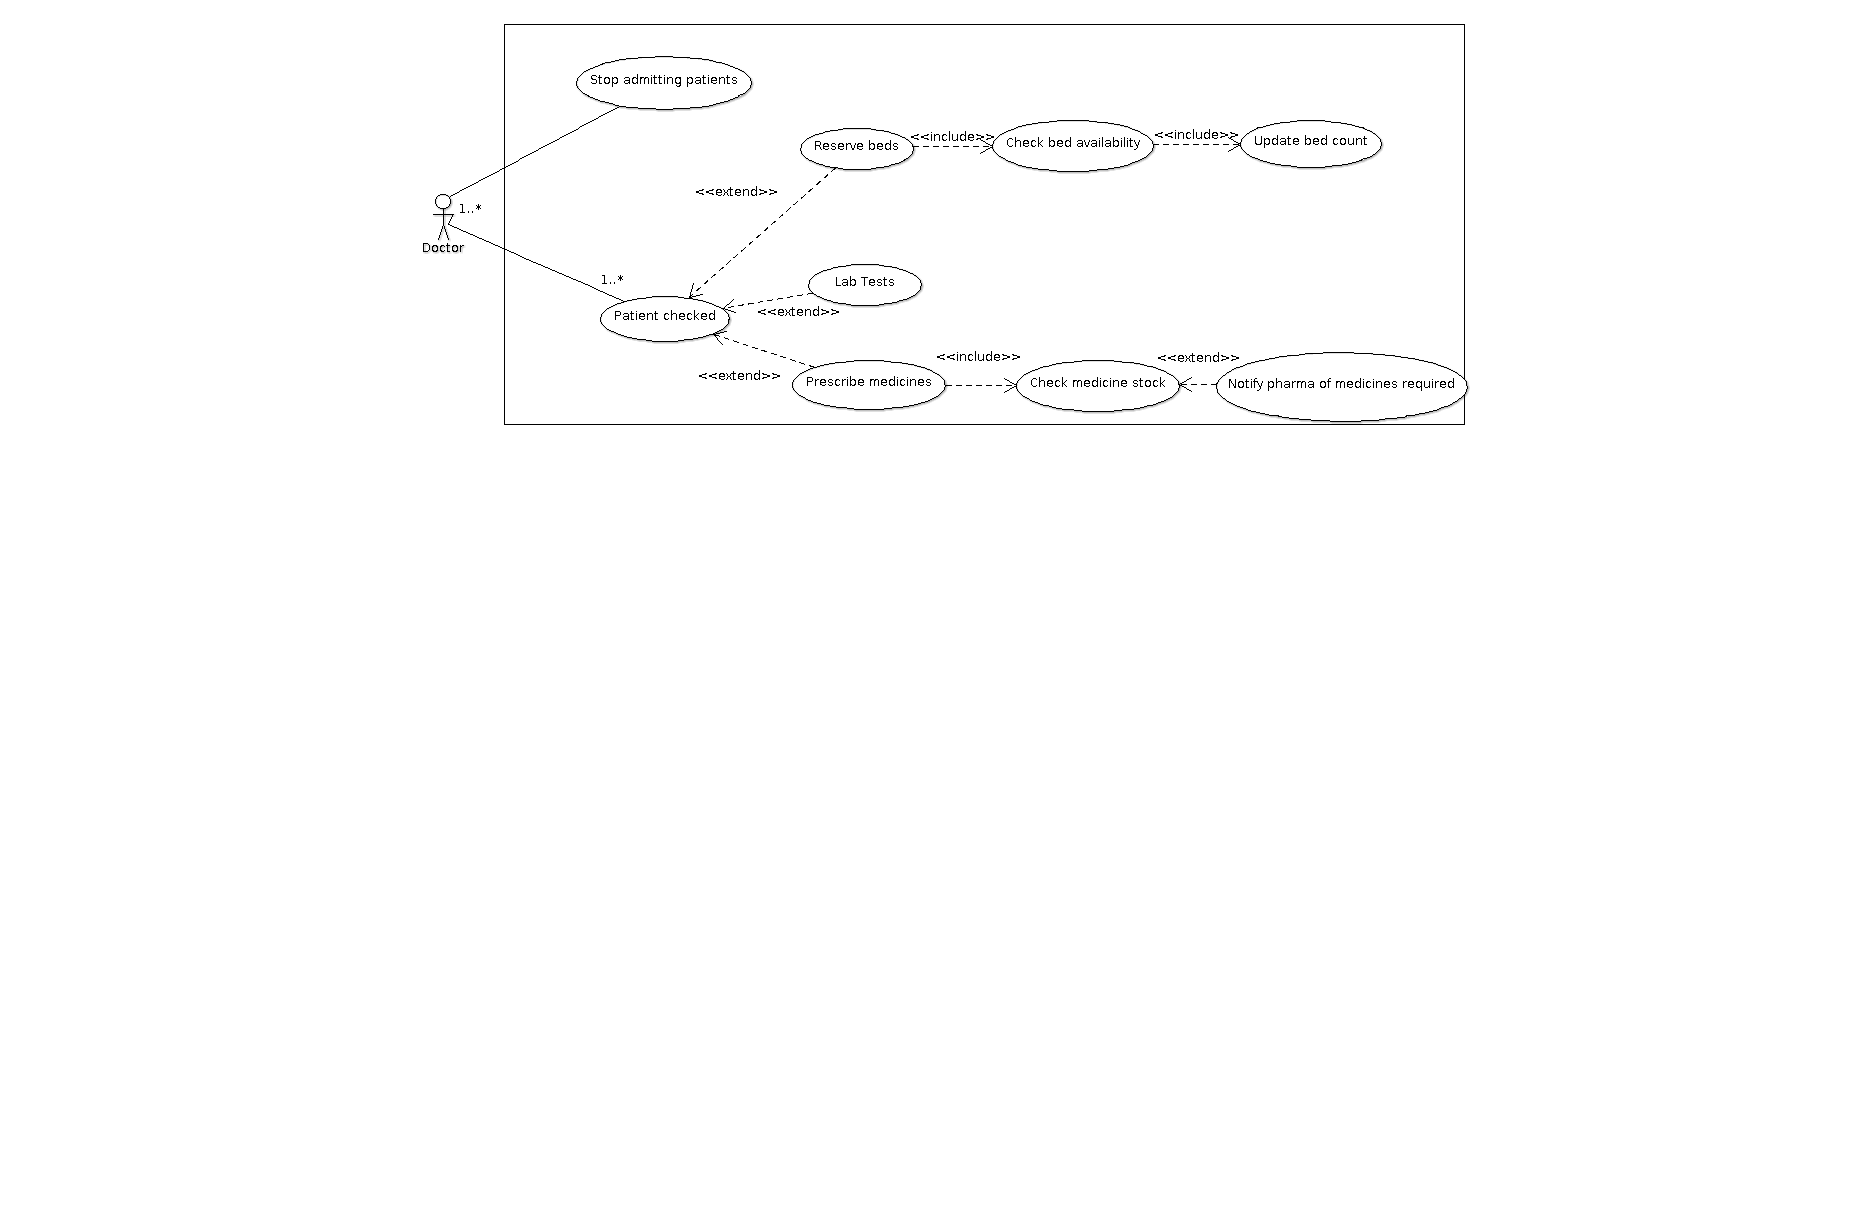 Stop admitting patients
Reserve beds
<<include>>
Check bed availability
<<include>>
Update bed count
<<extend>>
1..*
Doctor
1..*
Lab Tests
<<extend>>
Patient checked
<<extend>>
Prescribe medicines
<<include>>
Check medicine stock
<<extend>>
Notify pharma of medicines required